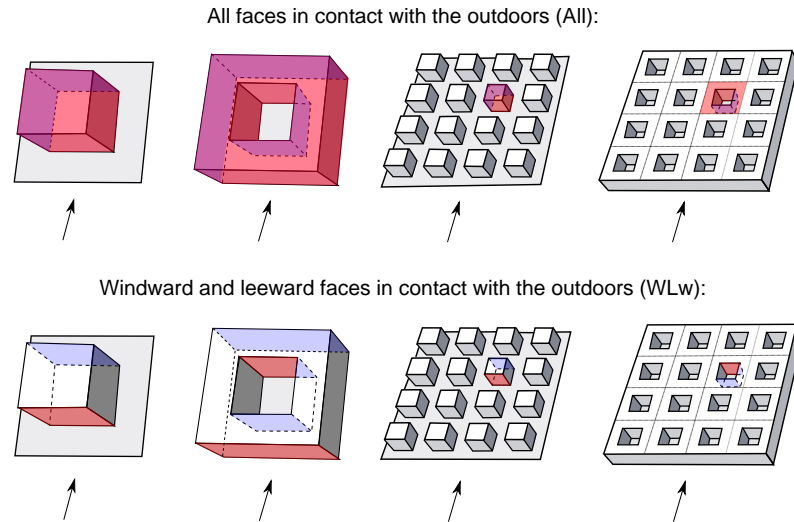 All faces in contact with the outdoors (All):
Windward and leeward faces in contact with the outdoors (WLw):